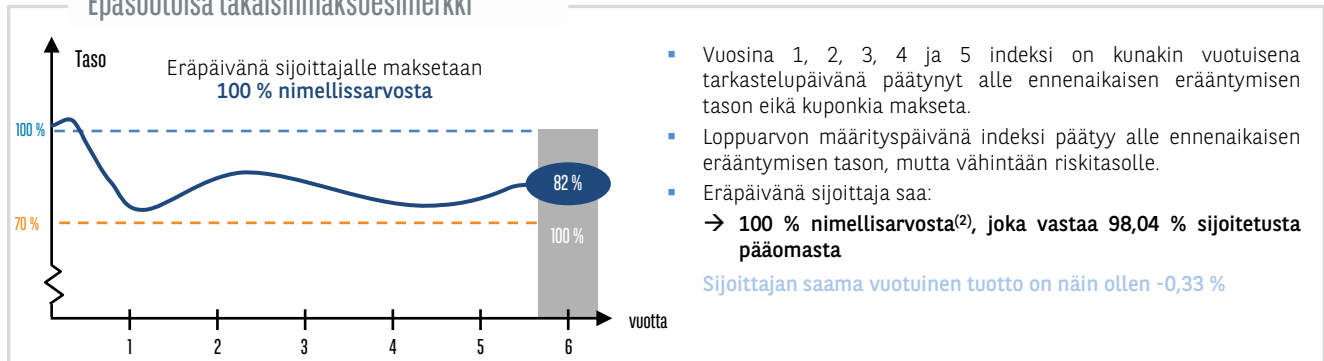 Epäsuotuisa takaisinmaksuesimerkki
Taso
Eräpäivänä sijoittajalle maksetaan
100 % nimellissarvosta
100 %
82 %
70 %
100 %
vuotta
1 2 3 4 5 6
▪ Vuosina 1, 2, 3, 4 ja 5 indeksi on kunakin vuotuisena
tarkastelupäivänä päätynyt alle ennenaikaisen erääntymisen
tason eikä kuponkia makseta.
▪ Loppuarvon määrityspäivänä indeksi päätyy alle ennenaikaisen
erääntymisen tason, mutta vähintään riskitasolle.
▪ Eräpäivänä sijoittaja saa:
→ 100 % nimellisarvosta(2), joka vastaa 98,04 % sijoitetusta
pääomasta
Sijoittajan saama vuotuinen tuotto on näin ollen -0,33 %